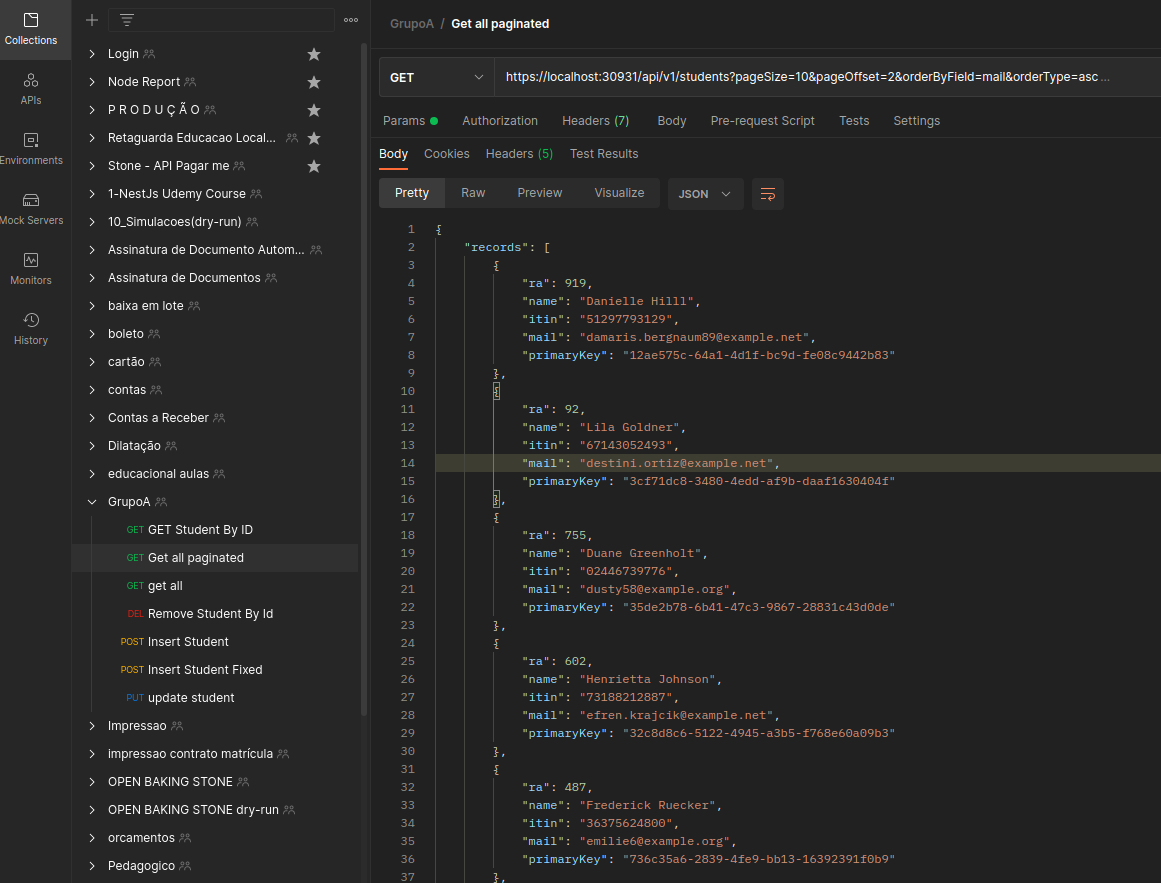 Collections
APIs
Environments
Mock Servers
Monitors
History
Login
Node Report
P R O D U Ç Ã O
Retaguarda Educacao Local...
Stone - API Pagar me
1-NestJs Udemy Course
10_Simulacoes(dry-run)
Assinatura de Documento Autom...
Assinatura de Documentos
baixa em lote
boleto
cartão
contas
Contas a Receber
Dilatação
educacional aulas
GrupoA
GET GET Student By ID
GET Get all paginated
GET get all
DEL Remove Student By Id
POST Insert Student
POST Insert Student Fixed
PUT update student
Impressao
impressao contrato matrícula
OPEN BAKING STONE
OPEN BAKING STONE dry-run
orcamentos
Pedagogico
GrupoA / Get all paginated
GET https://localhost:30931/api/v1/students?pageSize=10&pageOffset=2&orderByField=mail&orderType=asc ...
Params Authorization Headers (7) Body Pre-request Script Tests Settings
Body Cookies Headers (5) Test Results
Pretty Raw Preview Visualize JSON
1 {
2 "records": [
3 {
4 "ra": 919,
5 "name": "Danielle Hilll",
6 "itin": "51297793129",
7 "mail": "damaris.bergnaum89@example.net",
8 "primaryKey": "12ae575c-64a1-4d1f-bc9d-fe08c9442b83"
9 },
10 {
11 "ra": 92,
12 "name": "Lila Goldner",
13 "itin": "67143052493",
14 "mail": "destini.ortiz@example.net",
15 "primaryKey": "3cf71dc8-3480-4edd-af9b-daaf1630404f"
16 },
17 {
18 "ra": 755,
19 "name": "Duane Greenholt",
20 "itin": "02446739776",
21 "mail": "dusty58@example.org",
22 "primaryKey": "35de2b78-6b41-47c3-9867-28831c43d0de"
23 },
24 {
25 "ra": 602,
26 "name": "Henrietta Johnson",
27 "itin": "73188212887",
28 "mail": "efren.krajcik@example.net",
29 "primaryKey": "32c8d8c6-5122-4945-a3b5-f768e60a09b3"
30 },
31 {
32 "ra": 487,
33 "name": "Frederick Ruecker",
34 "itin": "36375624800",
35 "mail": "emilie6@example.org",
36 "primaryKey": "736c35a6-2839-4fe9-bb13-16392391f0b9"
37 },